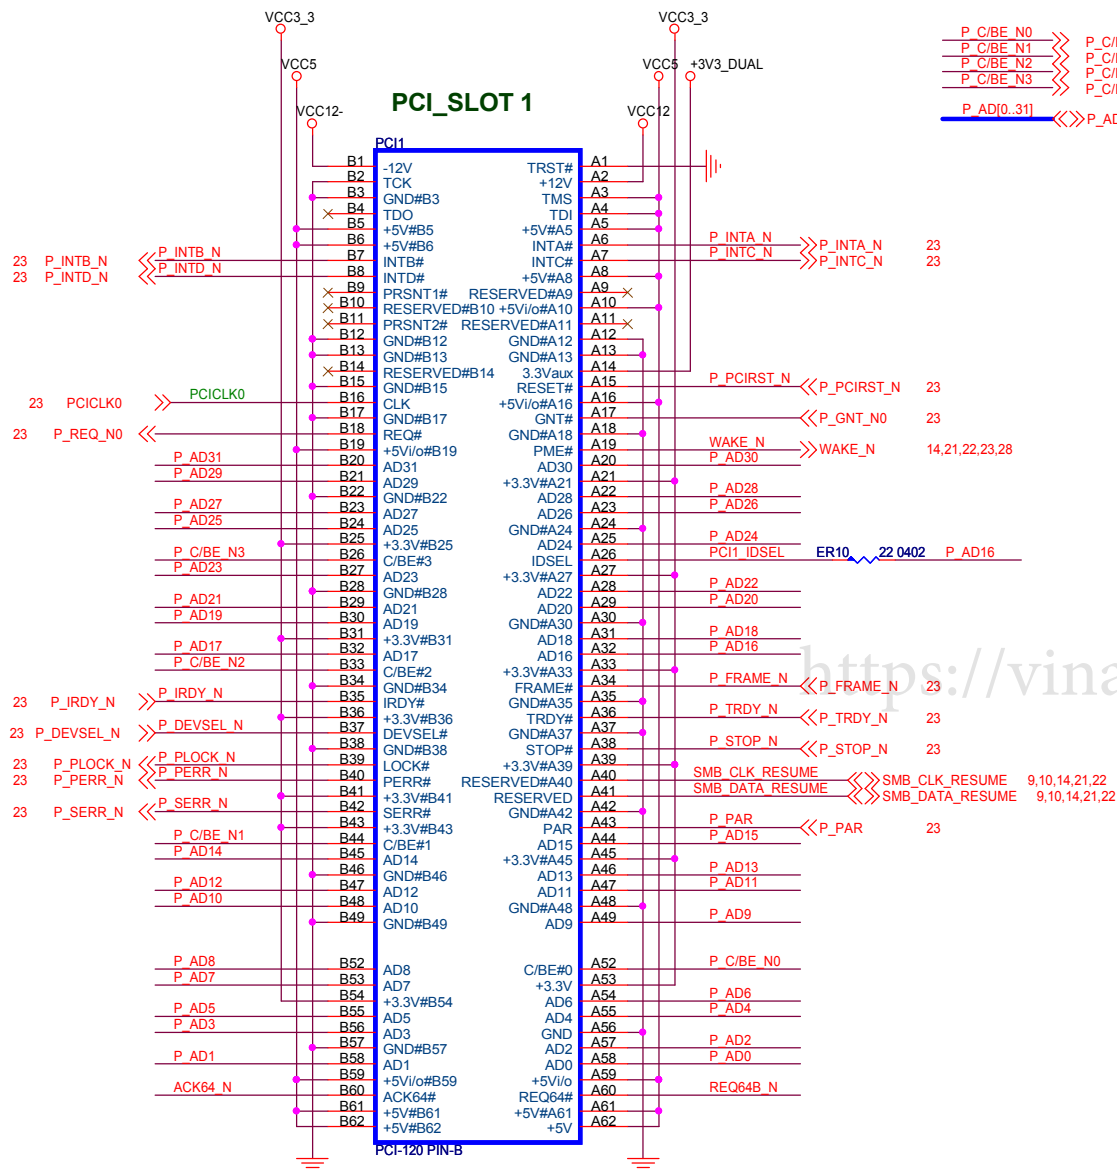 VCC3_3 VCC3_3
VCC5 VCC5 +3V3_DUAL
PCI_SLOT 1
VCC12- VCC12
P_C/BE_N0 P_C/
P_C/BE_N1 P_C/
P_C/BE_N2 P_C/
P_C/BE_N3 P_C/
P_AD[0..31] P_AD
PCI1
B1 -12V TRST# A1
B2 TCK +12V A2
B3 GND#B3 TMS A3
B4 TDO TDI A4
B5 +5V#B5 +5V#A5 A5
B6 +5V#B6 INTA# A6 P_INTA_N P_INTA_N 23
23 P_INTB_N P_INTB_N B7 INTB# INTC# A7 P_INTC_N P_INTC_N 23
23 P_INTD_N P_INTD_N B8 INTD# +5V#A8 A8
B9 PRSNT1# RESERVED#A9 A9
B10 RESERVED#B10 +5Vi/o#A10 A10
B11 PRSNT2# RESERVED#A11 A11
B12 GND#B12 GND#A12 A12
B13 GND#B13 GND#A13 A13
B14 RESERVED#B14 3.3Vaux A14
B15 GND#B15 RESET# A15 P_PCIRST_N P_PCIRST_N 23
23 PCICLK0 PCICLK0 B16 CLK +5Vi/o#A16 A16
B17 GND#B17 GNT# A17 P_GNT_N0 23
23 P_REQ_N0 B18 REQ# GND#A18 A18
B19 +5Vi/o#B19 PME# A19 WAKE_N WAKE_N 14,21,22,23,28
P_AD31 B20 AD31 AD30 A20 P_AD30
P_AD29 B21 AD29 +3.3V#A21 A21
B22 GND#B22 AD28 A22 P_AD28
P_AD27 B23 AD27 AD26 A23 P_AD26
P_AD25 B24 AD25 GND#A24 A24
B25 +3.3V#B25 AD24 A25 P_AD24
P_C/BE_N3 B26 C/BE#3 IDSEL A26 PCI1_IDSEL ER10 22 0402 P_AD16
P_AD23 B27 AD23 +3.3V#A27 A27
B28 GND#B28 AD22 A28 P_AD22
P_AD21 B29 AD21 AD20 A29 P_AD20
P_AD19 B30 AD19 GND#A30 A30
B31 +3.3V#B31 AD18 A31 P_AD18
P_AD17 B32 AD17 AD16 A32 P_AD16
P_C/BE_N2 B33 C/BE#2 +3.3V#A33 A33
https://vina
B34 GND#B34 FRAME# A34 P_FRAME_N P_FRAME_N 23
23 P_IRDY_N P_IRDY_N B35 IRDY# GND#A35 A35
B36 +3.3V#B36 TRDY# A36 P_TRDY_N P_TRDY_N 23
23 P_DEVSEL_N P_DEVSEL_N B37 DEVSEL# GND#A37 A37
B38 GND#B38 STOP# A38 P_STOP_N P_STOP_N 23
23 P_PLOCK_N P_PLOCK_N B39 LOCK# +3.3V#A39 A39
23 P_PERR_N P_PERR_N B40 PERR# RESERVED#A40 A40 SMB_CLK_RESUME SMB_CLK_RESUME 9,10,14,21,22
B41 +3.3V#B41 RESERVED A41 SMB_DATA_RESUME SMB_DATA_RESUME 9,10,14,21,22
23 P_SERR_N P_SERR_N B42 SERR# GND#A42 A42
B43 +3.3V#B43 PAR A43 P_PAR P_PAR 23
P_C/BE_N1 B44 C/BE#1 AD15 A44 P_AD15
P_AD14 B45 AD14 +3.3V#A45 A45
B46 GND#B46 AD13 A46 P_AD13
P_AD12 B47 AD12 AD11 A47 P_AD11
P_AD10 B48 AD10 GND#A48 A48
B49 GND#B49 AD9 A49 P_AD9
P_AD8 B52 AD8 C/BE#0 A52 P_C/BE_N0
P_AD7 B53 AD7 +3.3V A53
B54 +3.3V#B54 AD6 A54 P_AD6
P_AD5 B55 AD5 AD4 A55 P_AD4
P_AD3 B56 AD3 GND A56
B57 GND#B57 AD2 A57 P_AD2
P_AD1 B58 AD1 AD0 A58 P_AD0
B59 +5Vi/o#B59 +5Vi/o A59
ACK64_N B60 ACK64# REQ64# A60 REQ64B_N
B61 +5V#B61 +5V#A61 A61
B62 +5V#B62 +5V A62
PCI-120 PIN-B